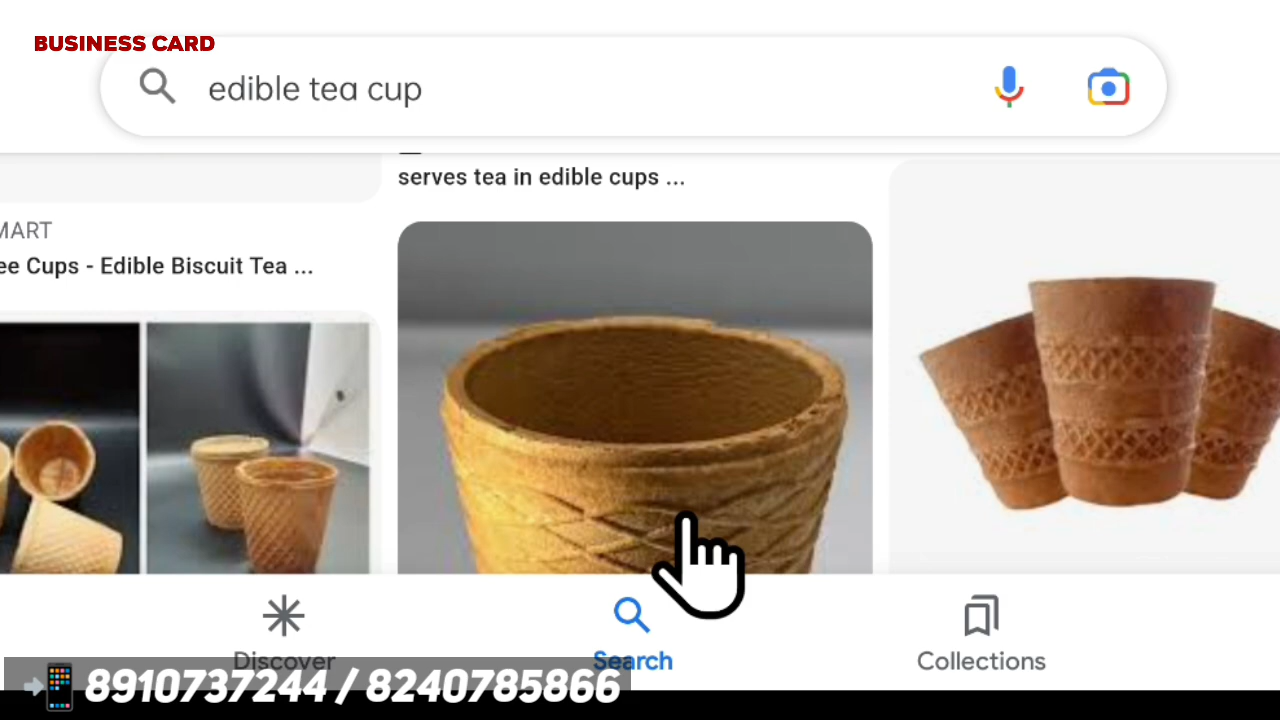 BUSINESS CARD
edible tea cup
serves tea in edible cups ...
MART
ee Cups - Edible Biscuit Tea ...
Discover
Search
Collections
8910737244 / 8240785866